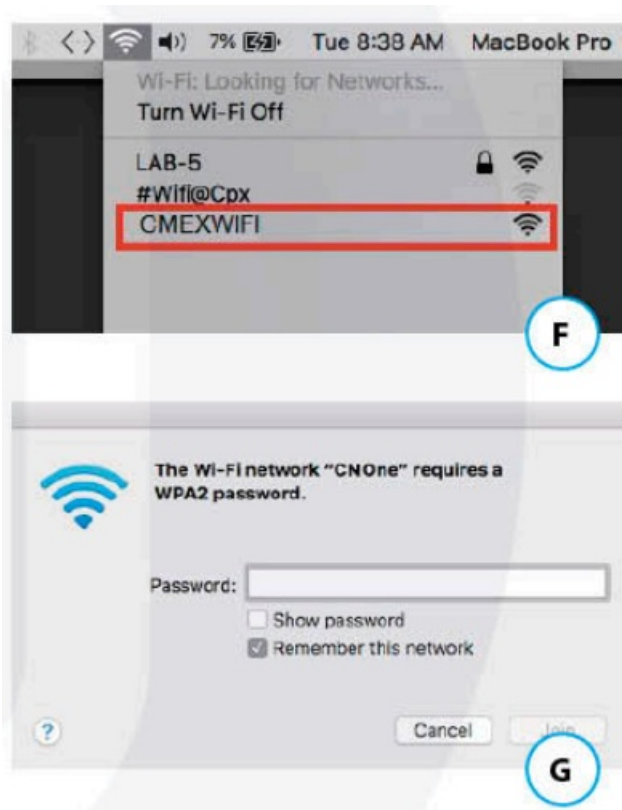 7% Tue 8:38 AM MacBook Pro
Wi-Fi: Looking for Networks...
Turn Wi-Fi Off
LAB-5
#Wifi@Cpx
CMEXWIFI
F
The Wi-Fi network “CNOne” requires a
WPA2 password.
Password:
Show password
Remember this network
? Cancel Join
G